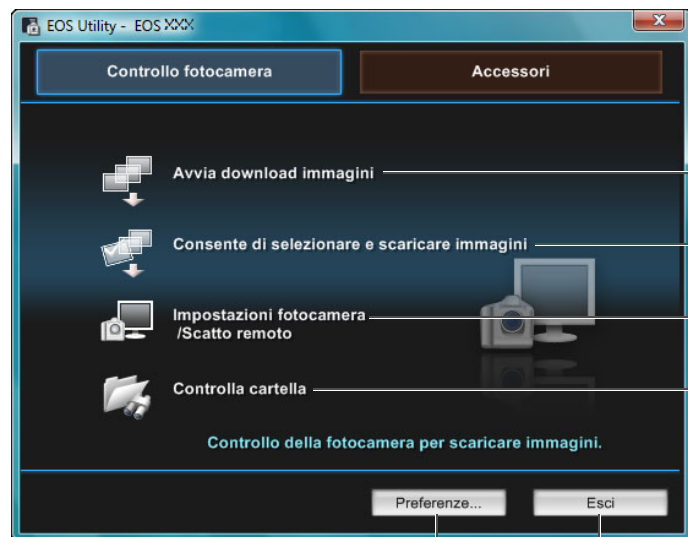 EOS Utility - EOS XXX
Controllo fotocamera
Accessori
Avvia download immagini
Consente di selezionare e scaricare immagini
Impostazioni fotocamera
/Scatto remoto
Controlla cartella
Controllo della fotocamera per scaricare immagini.
Preferenze...
Esci